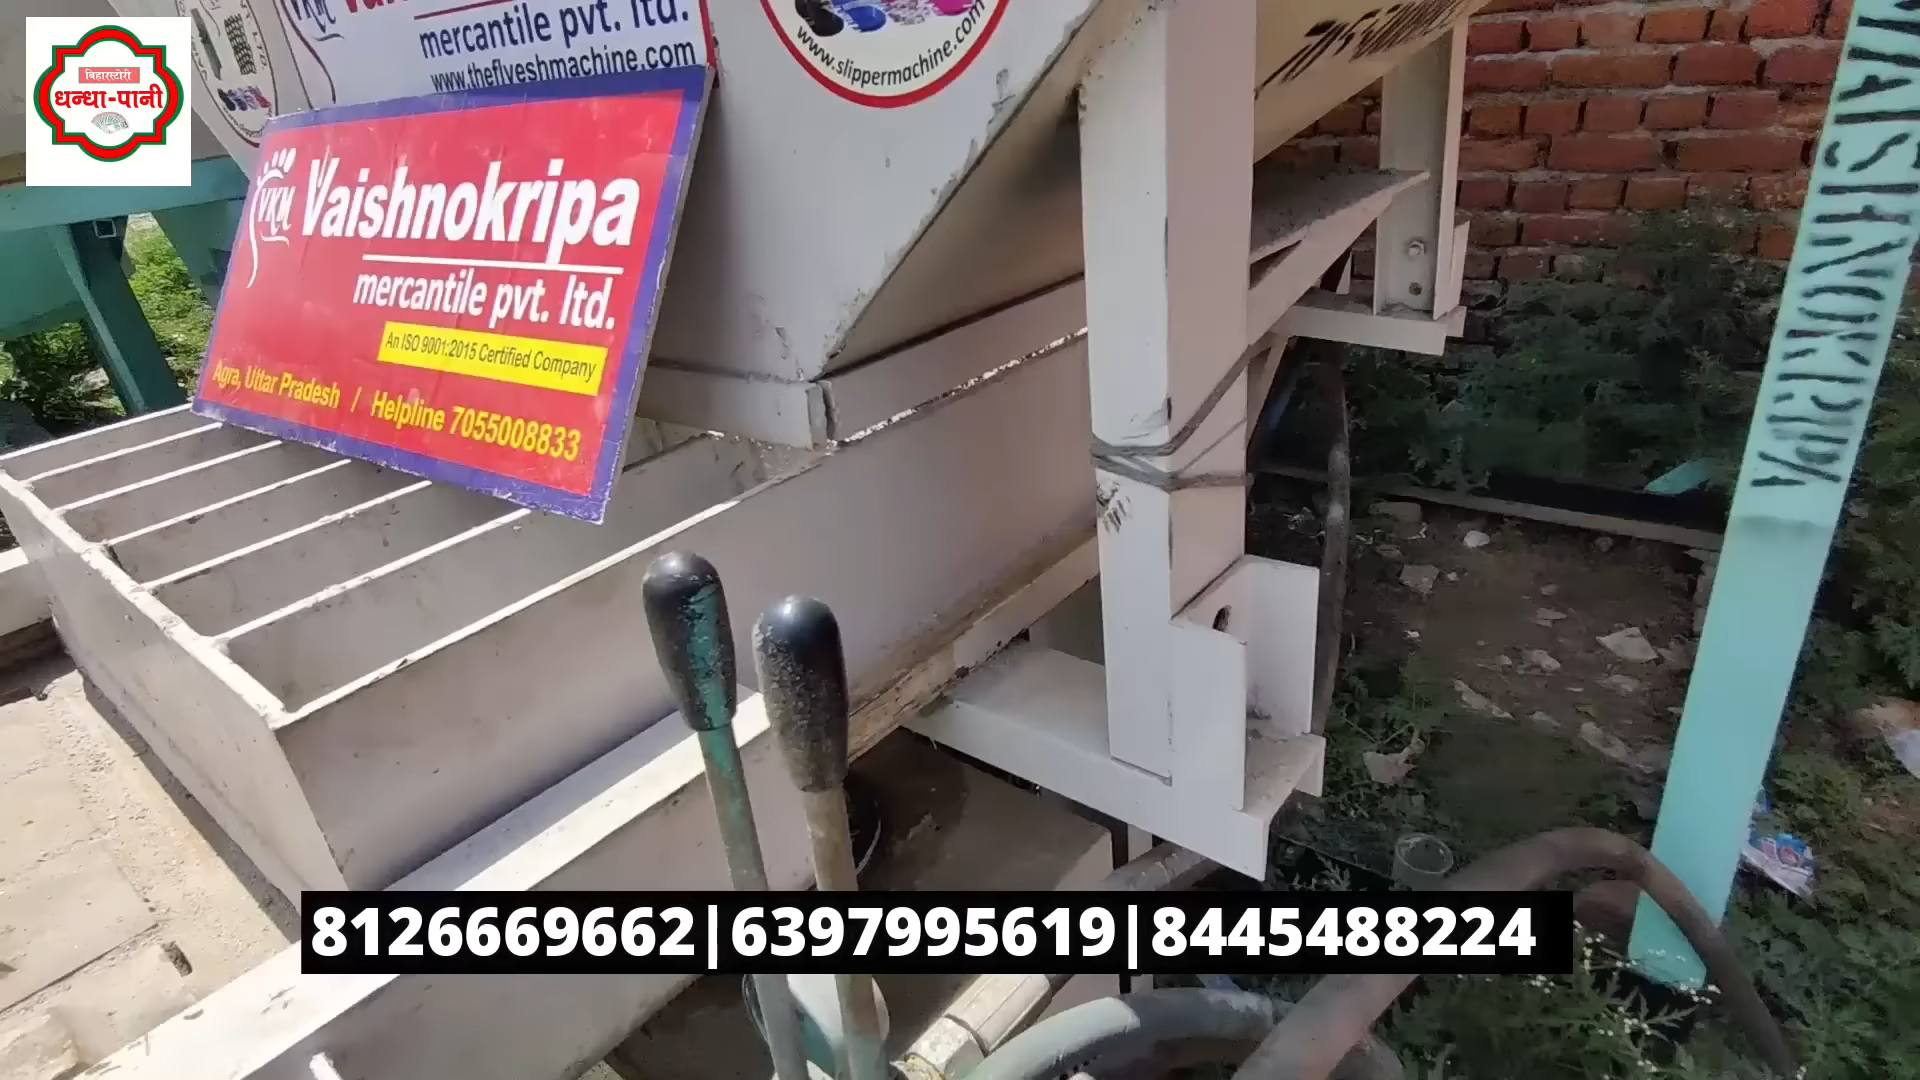 बिहारस्टोरी
धन्धा-पानी
mercantile pvt. ltd.
www.theflyeshmachine.com
www.slippermachine.com
VKM Vaishnokripa
mercantile pvt. ltd.
An ISO 9001:2015 Certified Company
Agra, Uttar Pradesh / Helpline 7055008833
VAISHNOKRIPA
8126669662|6397995619|8445488224